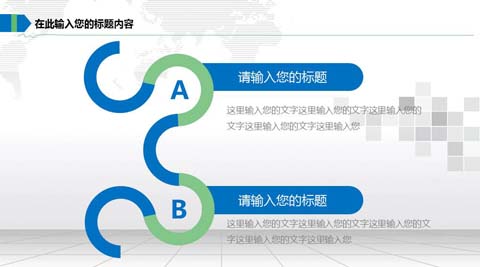 在此输入您的标题内容
A
请输入您的标题
这里输入您的文字这里输入您的文字这里输入您的
文字这里输入您的文字这里输入您
B
请输入您的标题
这里输入您的文字这里输入您的文字这里输入您的文
字这里输入您的文字这里输入您